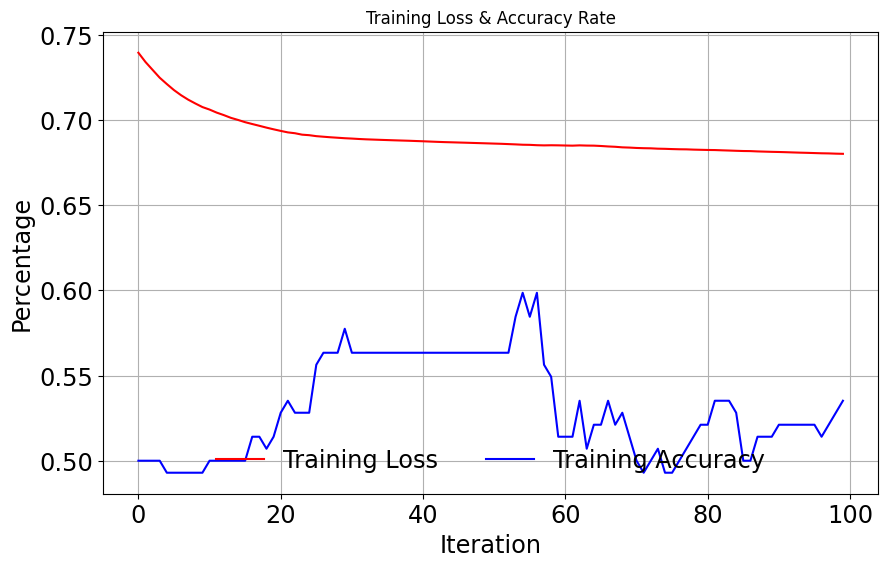 Training Loss & Accuracy Rate
0.75
0.70
0.65
0.60
0.55
0.50
Percentage
Training Loss
Training Accuracy
0 20 40 60 80 100
Iteration